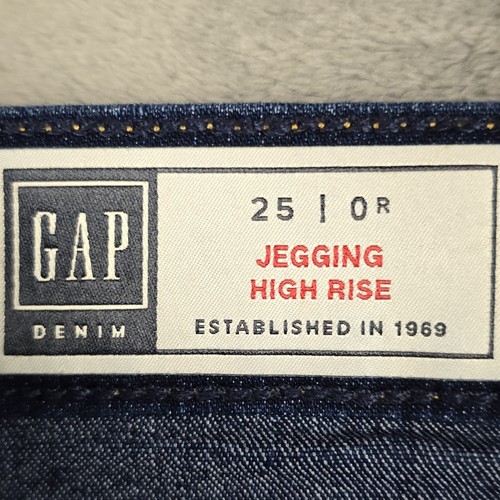 GAP
DENIM
25 | 0R
JEGGING
HIGH RISE
ESTABLISHED IN 1969